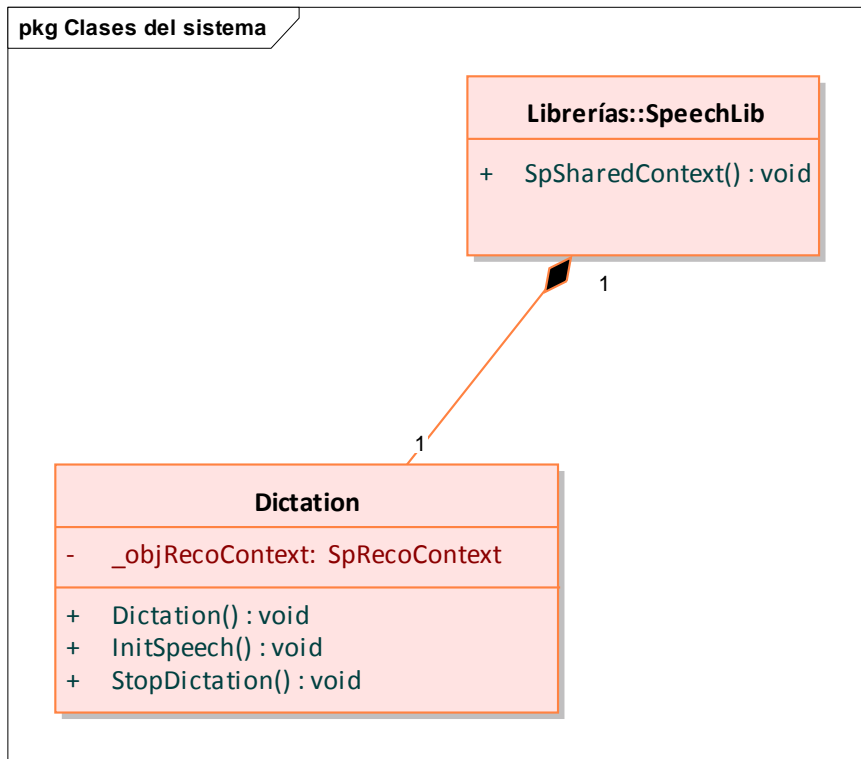 pkg Clases del sistema
Librerías::SpeechLib
+ SpSharedContext() : void
1
1
Dictation
- _objRecoContext: SpRecoContext
+ Dictation() : void
+ InitSpeech() : void
+ StopDictation() : void